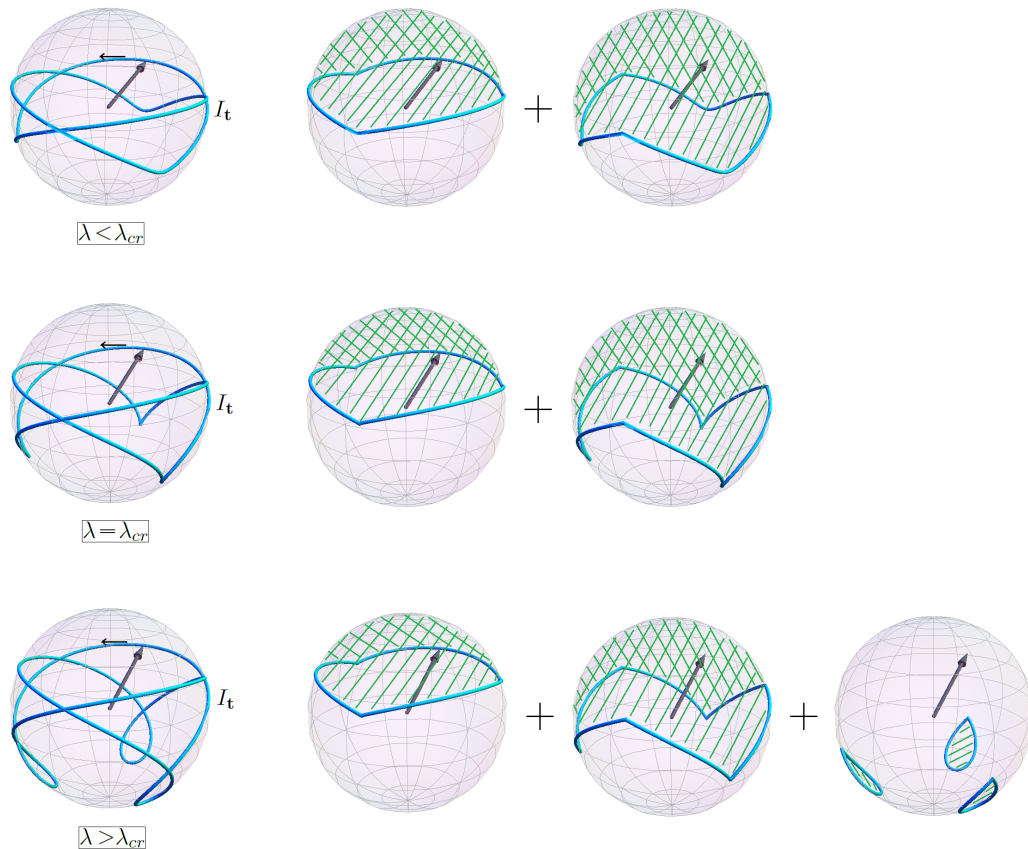 I_t
+
λ < λ_cr
I_t
+
λ = λ_cr
I_t
+ +
λ > λ_cr